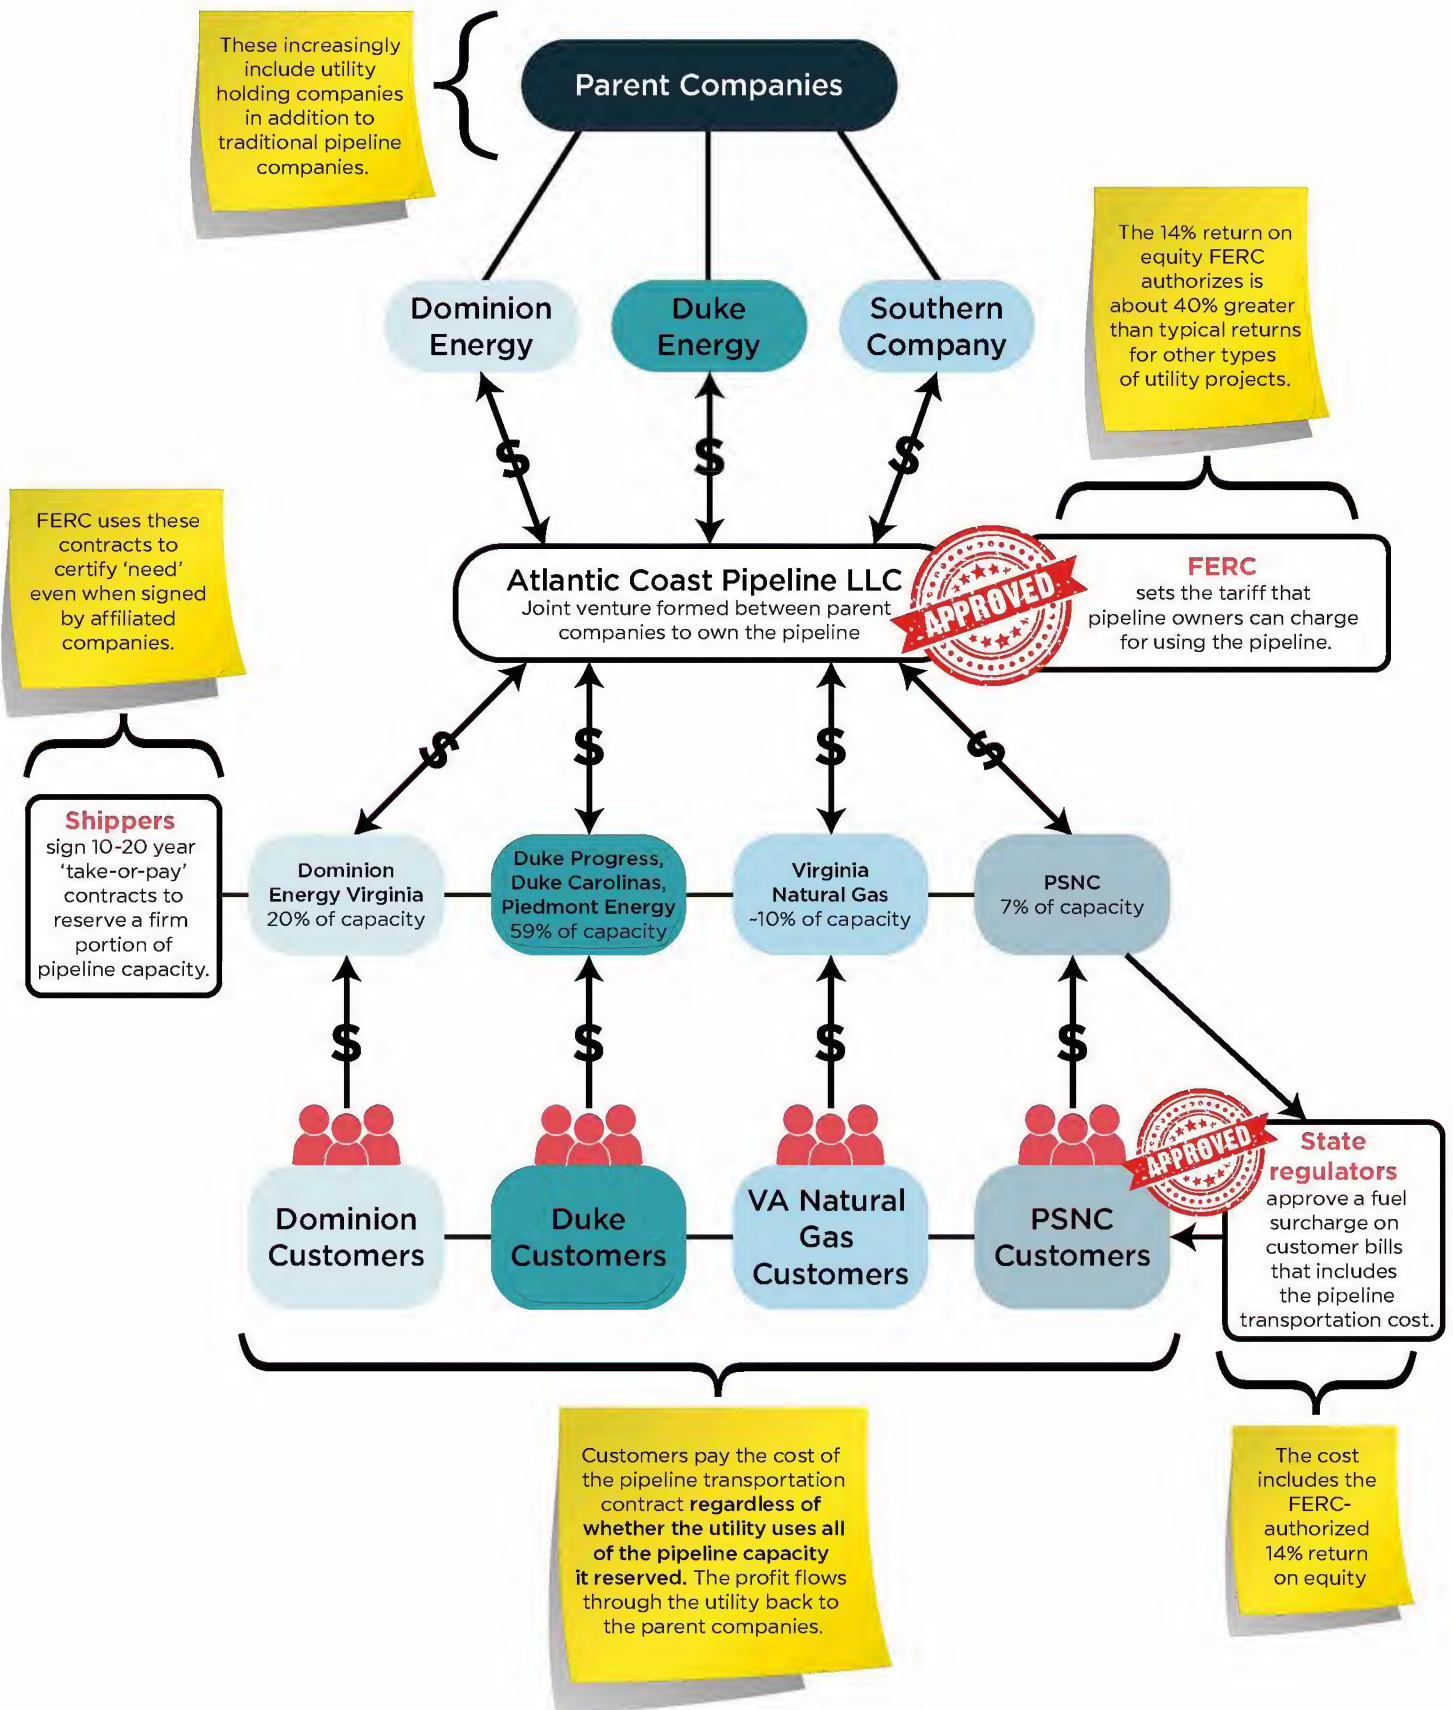 These increasingly
include utility
holding companies
in addition to
traditional pipeline
companies.
Parent Companies
The 14% return on
equity FERC
authorizes is
about 40% greater
than typical returns
for other types
of utility projects.
Dominion
Energy
Duke
Energy
Southern
Company
$
$
$
FERC uses these
contracts to
certify ‘need’
even when signed
by affiliated
companies.
Atlantic Coast Pipeline LLC
Joint venture formed between parent
companies to own the pipeline
APPROVED
FERC
sets the tariff that
pipeline owners can charge
for using the pipeline.
$
$
$
$
Shippers
sign 10-20 year
‘take-or-pay’
contracts to
reserve a firm
portion of
pipeline capacity.
Dominion
Energy Virginia
20% of capacity
Duke Progress,
Duke Carolinas,
Piedmont Energy
59% of capacity
Virginia
Natural Gas
~10% of capacity
PSNC
7% of capacity
$
$
$
$
APPROVED
State
regulators
approve a fuel
surcharge on
customer bills
that includes
the pipeline
transportation cost.
Dominion
Customers
Duke
Customers
VA Natural
Gas
Customers
PSNC
Customers
Customers pay the cost of
the pipeline transportation
contract regardless of
whether the utility uses all
of the pipeline capacity
it reserved. The profit flows
through the utility back to
the parent companies.
The cost
includes the
FERC-
authorized
14% return
on equity